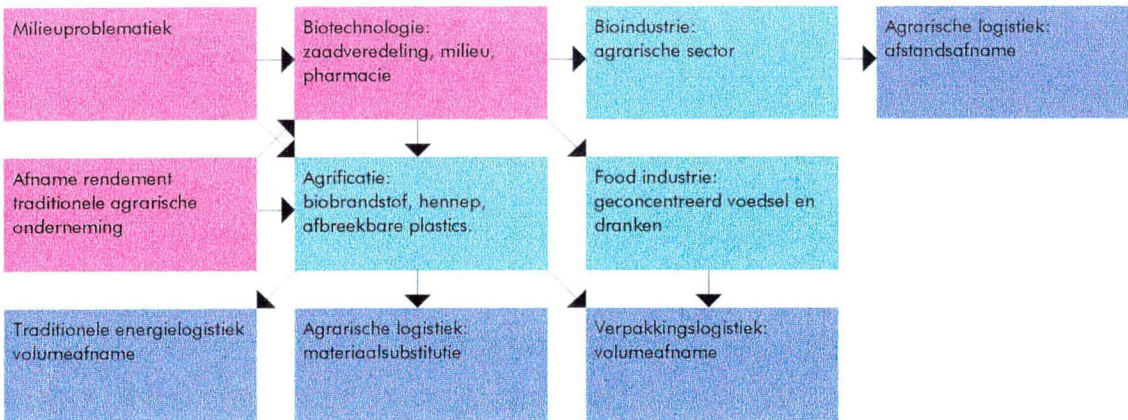 Milieuproblematiek
Biotechnologie:
zaadveredeling, milieu,
pharmacie
Bioindustrie:
agrarische sector
Agrarische logistiek:
afstandsafname
Afname rendement
traditionele agrarische
onderneming
Agrificatie:
biobrandstof, hennep,
afbreekbare plastics.
Food industrie:
geconcentreerd voedsel en
dranken
Traditionele energielogistiek
volumeafname
Agrarische logistiek:
materiaalsubstitutie
Verpakkingslogistiek:
volumeafname